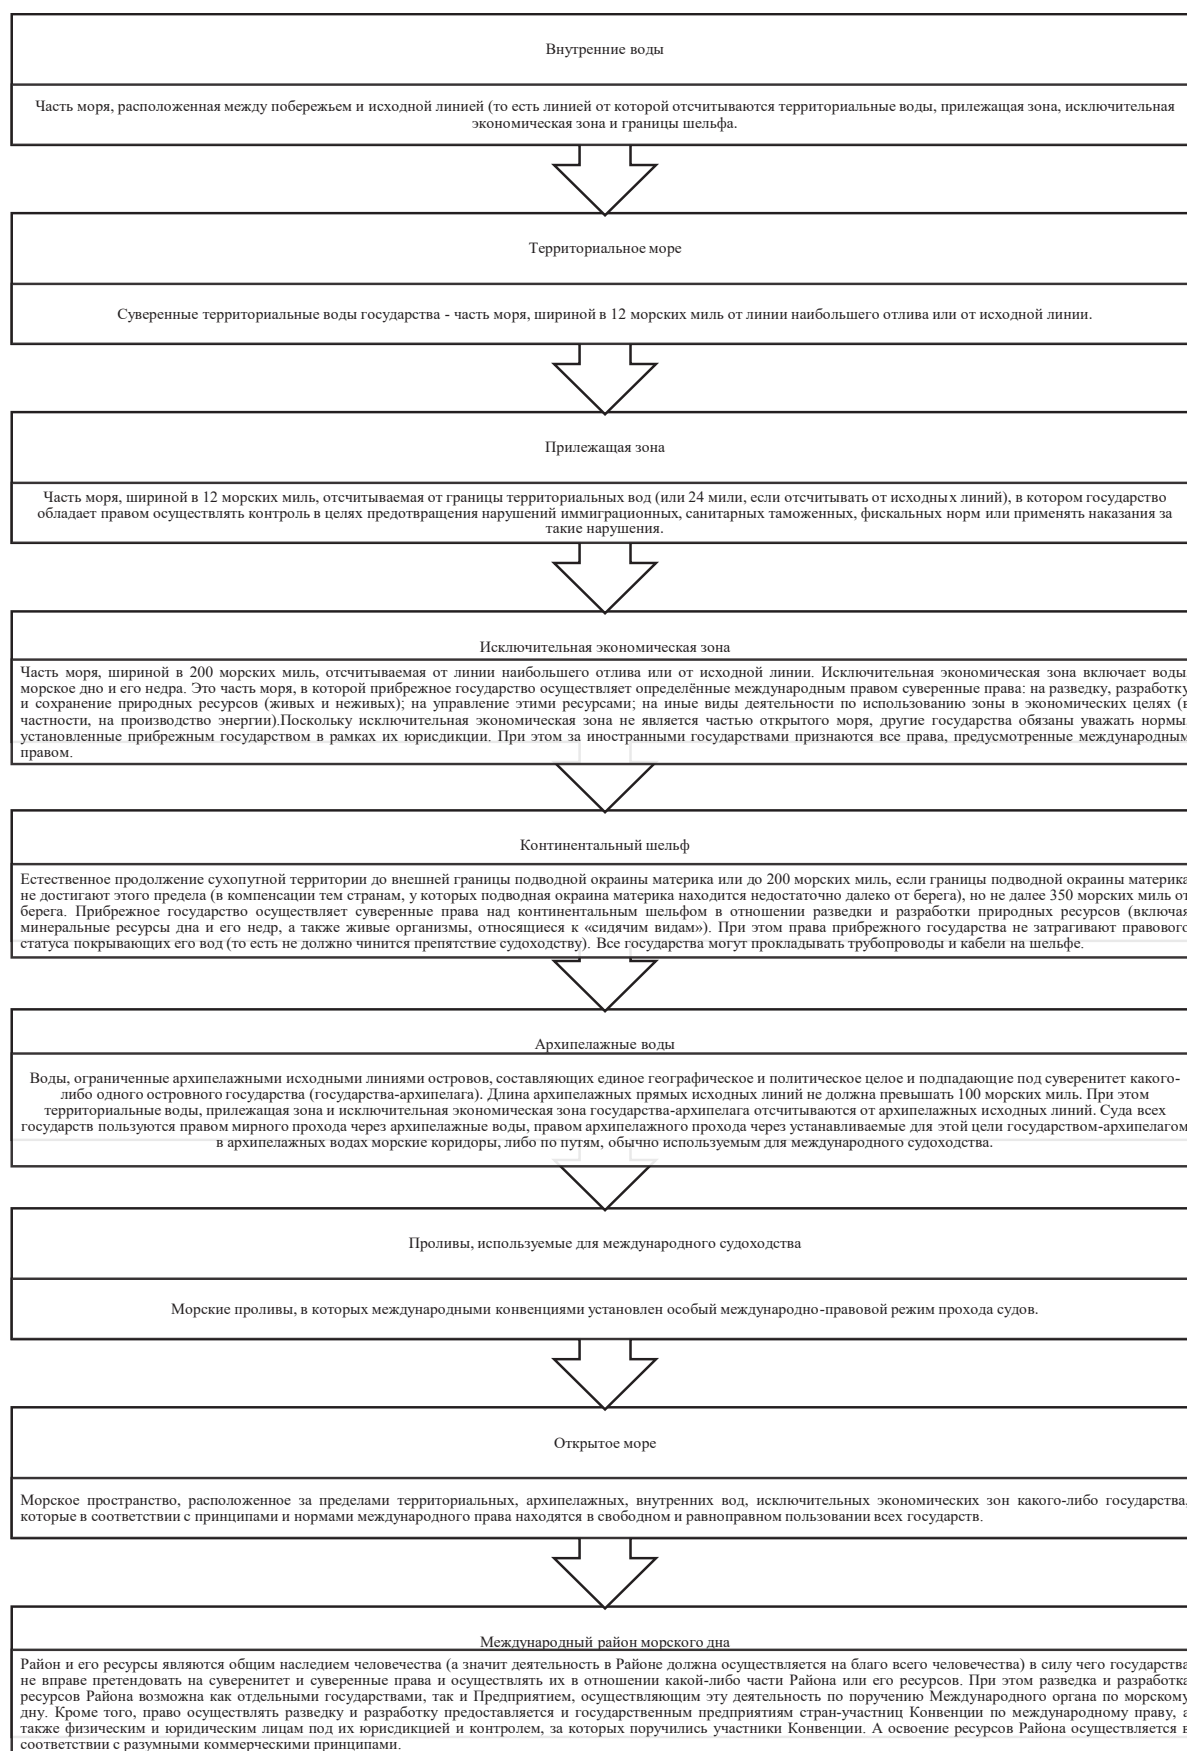 Внутренние воды
Часть моря, расположенная между побережьем и исходной линией (то есть линией от которой отсчитываются территориальные воды, прилежащая зона, исключительная
экономическая зона и границы шельфа.
Территориальное море
Суверенные территориальные воды государства - часть моря, шириной в 12 морских миль от линии наибольшего отлива или от исходной линии.
Прилежащая зона
Часть моря, шириной в 12 морских миль, отсчитываемая от границы территориальных вод (или 24 мили, если отсчитывать от исходных линий), в котором государство
обладает правом осуществлять контроль в целях предотвращения нарушений иммиграционных, санитарных таможенных, фискальных норм или применять наказания за
такие нарушения.
Исключительная экономическая зона
Часть моря, шириной в 200 морских миль, отсчитываемая от линии наибольшего отлива или от исходной линии. Исключительная экономическая зона включает воды,
морское дно и его недра. Это часть моря, в которой прибрежное государство осуществляет определённые международным правом суверенные права: на разведку, разработку
и сохранение природных ресурсов (живых и неживых); на управление этими ресурсами; на иные виды деятельности по использованию зоны в экономических целях (в
частности, на производство энергии).Поскольку исключительная экономическая зона не является частью открытого моря, другие государства обязаны уважать нормы,
установленные прибрежным государством в рамках их юрисдикции. При этом за иностранными государствами признаются все права, предусмотренные международным
правом.
Континентальный шельф
Естественное продолжение сухопутной территории до внешней границы подводной окраины материка или до 200 морских миль, если границы подводной окраины материка
не достигают этого предела (в компенсации тем странам, у которых подводная окраина материка находится недостаточно далеко от берега), но не далее 350 морских миль от
берега. Прибрежное государство осуществляет суверенные права над континентальным шельфом в отношении разведки и разработки природных ресурсов (включая
минеральные ресурсы дна и его недр, а также живые организмы, относящиеся к «сидячим видам»). При этом права прибрежного государства не затрагивают правового
статуса покрывающих его вод (то есть не должно чинится препятствие судоходству). Все государства могут прокладывать трубопроводы и кабели на шельфе.
Архипелажные воды
Воды, ограниченные архипелажными исходными линиями островов, составляющих единое географическое и политическое целое и подпадающие под суверенитет какого-
либо одного островного государства (государства-архипелага). Длина архипелажных прямых исходных линий не должна превышать 100 морских миль. При этом
территориальные воды, прилежащая зона и исключительная экономическая зона государства-архипелага отсчитываются от архипелажных исходных линий. Суда всех
государств пользуются правом мирного прохода через архипелажные воды, правом архипелажного прохода через устанавливаемые для этой цели государством-архипелагом
в архипелажных водах морские коридоры, либо по путям, обычно используемым для международного судоходства.
Проливы, используемые для международного судоходства
Морские проливы, в которых международными конвенциями установлен особый международно-правовой режим прохода судов.
Открытое море
Морское пространство, расположенное за пределами территориальных, архипелажных, внутренних вод, исключительных экономических зон какого-либо государства,
которые в соответствии с принципами и нормами международного права находятся в свободном и равноправном пользовании всех государств.
Международный район морского дна
Район и его ресурсы являются общим наследием человечества (а значит деятельность в Районе должна осуществляется на благо всего человечества) в силу чего государства
не вправе претендовать на суверенитет и суверенные права и осуществлять их в отношении какой-либо части Района или его ресурсов. При этом разведка и разработка
ресурсов Района возможна как отдельными государствами, так и Предприятием, осуществляющим эту деятельность по поручению Международного органа по морскому
дну. Кроме того, право осуществлять разведку и разработку предоставляется и государственным предприятиям стран-участниц Конвенции по международному праву, а
также физическим и юридическим лицам под их юрисдикцией и контролем, за которых поручились участники Конвенции. А освоение ресурсов Района осуществляется в
соответствии с разумными коммерческими принципами.